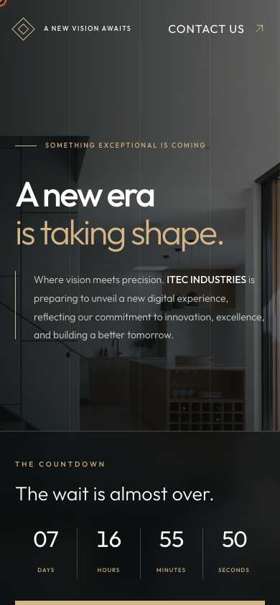 A NEW VISION AWAITS
CONTACT US
SOMETHING EXCEPTIONAL IS COMING
A new era
is taking shape.
Where vision meets precision. ITEC INDUSTRIES is
preparing to unveil a new digital experience,
reflecting our commitment to innovation, excellence,
and building a better tomorrow.
THE COUNTDOWN
The wait is almost over.
07 16 55 50
DAYS HOURS MINUTES SECONDS